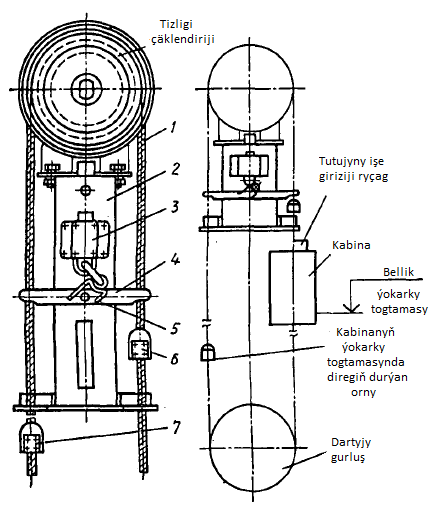 Tizligi
çäklendiriji
1
2
3
4
5
6
7
Tutujyny işe
giriziji ryçag
Kabina
Bellik
ýokarky
togtamasy
Kabinanyň
ýokarky
togtamasynda
diregiň durýan
orny
Dartyjy
gurluş